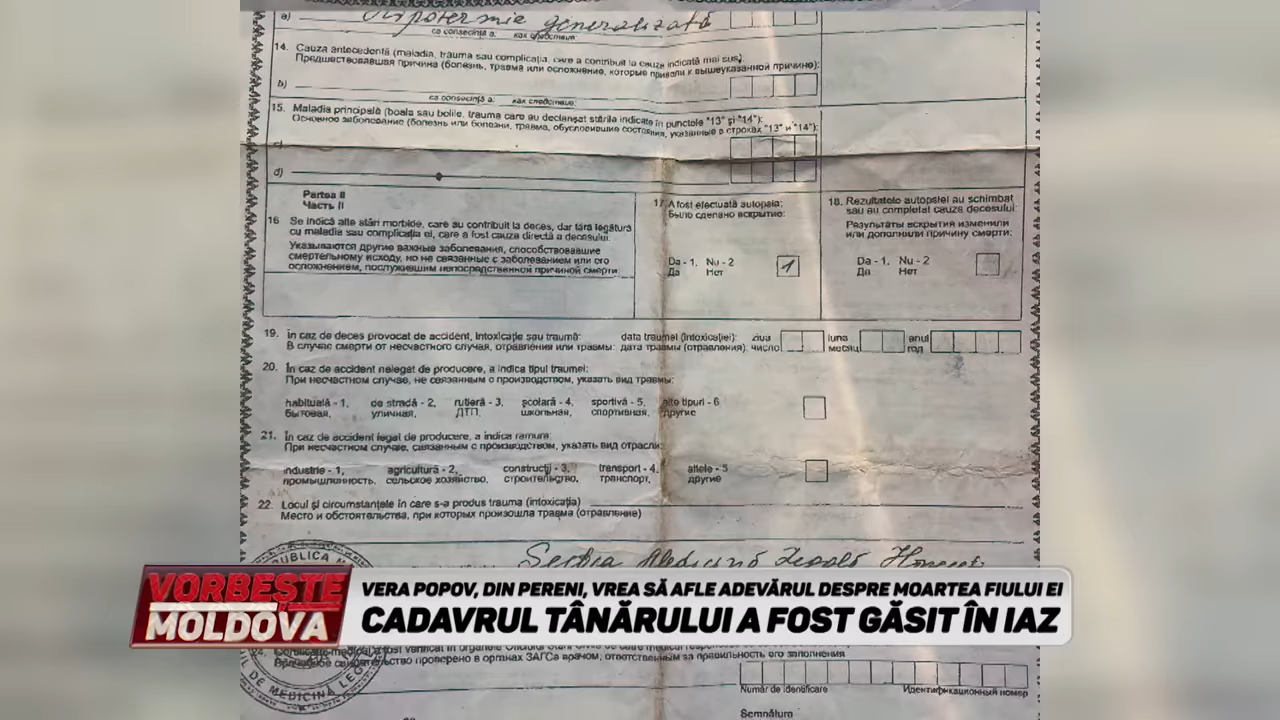 a) Hipotermie generalizată
ca consecință a: как следствие:
14. Cauza antecedentă (maladia, trauma sau complicația, care a contribuit la cauza indicată mai sus)
Предшествовавшая причина (болезнь, травма или осложнение, которые привели к вышеуказанной причине):
b)
ca consecință a: как следствие:
15. Maladia principală (boala sau bolile, trauma care au declanșat stările indicate în punctele "13" și "14"):
Основное заболевание (болезнь или болезни, травма, обусловившие состояния, указанные в строках "13" и "14"):
c)
d)
Partea II
Часть II
16 Se indică alte stări morbide, care au contribuit la deces, dar fără legătură
cu maladia sau complicația ei, care a fost cauza directă a decesului.
Указываются другие важные заболевания, способствовавшие
смертельному исходу, но не связанные с заболеванием или его
осложнением, послужившим непосредственной причиной смерти:
17. A fost efectuată autopsia:
Было сделано вскрытие:
Da - 1, Nu - 2
Да Нет
1
18. Rezultatele autopsiei au schimbat
sau au completat cauza decesului:
Результаты вскрытия изменили
или дополнили причину смерти:
Da - 1, Nu - 2
Да Нет
19. În caz de deces provocat de accident, intoxicație sau traumă: data traumei (intoxicației): ziua luna anul
В случае смерти от несчастного случая, отравления или травмы: дата травмы (отравления): число месяц год
20. În caz de accident nelegat de producere, a indica tipul traumei:
При несчастном случае, не связанным с производством, указать вид травмы:
habituală - 1, de stradă - 2, rutieră - 3, școlară - 4, sportivă - 5, alte tipuri - 6
бытовая, уличная, ДТП, школьная, спортивная, другие
21. În caz de accident legat de producere, a indica ramura:
При несчастном случае, связанным с производством, указать вид отрасли:
industrie - 1, agricultură - 2, construcții - 3, transport - 4, altele - 5
промышленность, сельское хозяйство, строительство, транспорт, другие
22. Locul și circumstanțele în care s-a produs trauma (intoxicația)
Место и обстоятельства, при которых произошла травма (отравление)
Secția Medicină Legală
VORBEȘTE MOLDOVA
VERA POPOV, DIN PERENI, VREA SĂ AFLE ADEVĂRUL DESPRE MOARTEA FIULUI EI
CADAVRUL TÂNĂRULUI A FOST GĂSIT ÎN IAZ
Врачебное свидетельство проверено в органах ЗАГСа врачом, ответственным за правильность его заполнения
DE MEDICINĂ
Număr de identificare Идентификационный номер
Semnătura